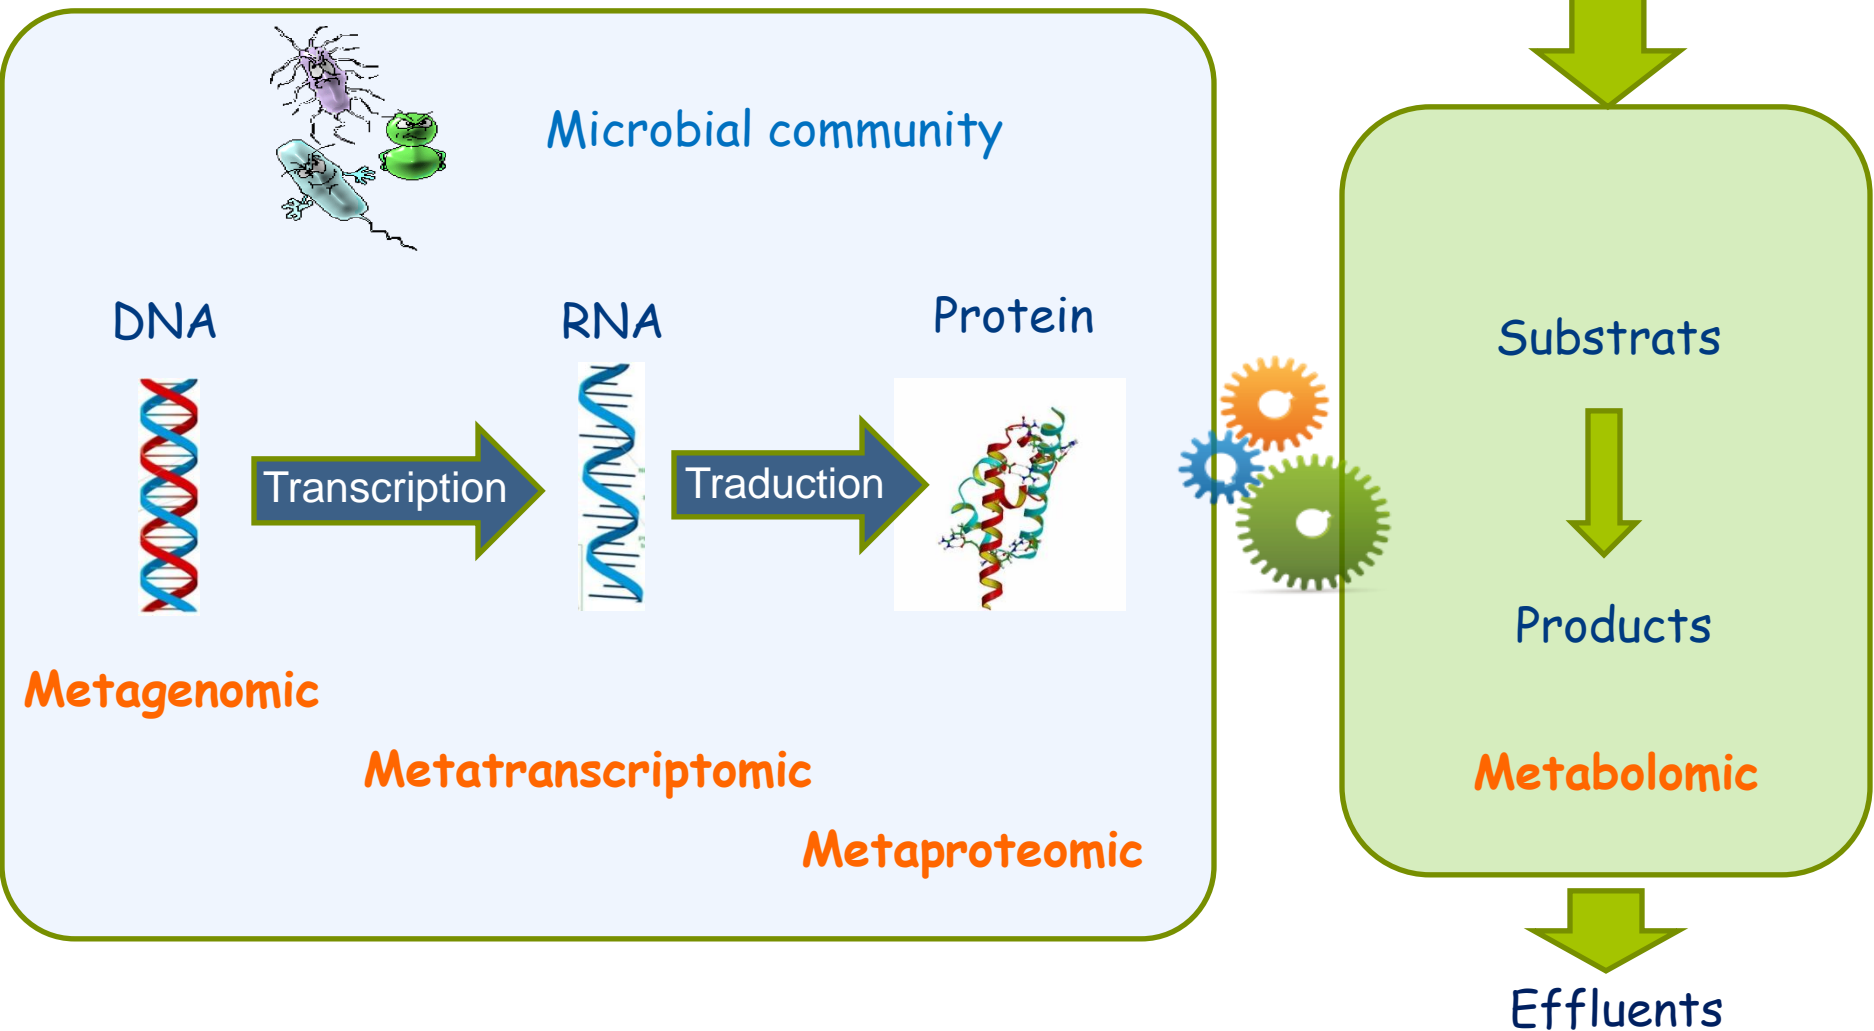 Microbial community
DNA
RNA
Protein
Transcription
Traduction
Metagenomic
Metatranscriptomic
Metaproteomic
Substrats
Products
Metabolomic
Effluents